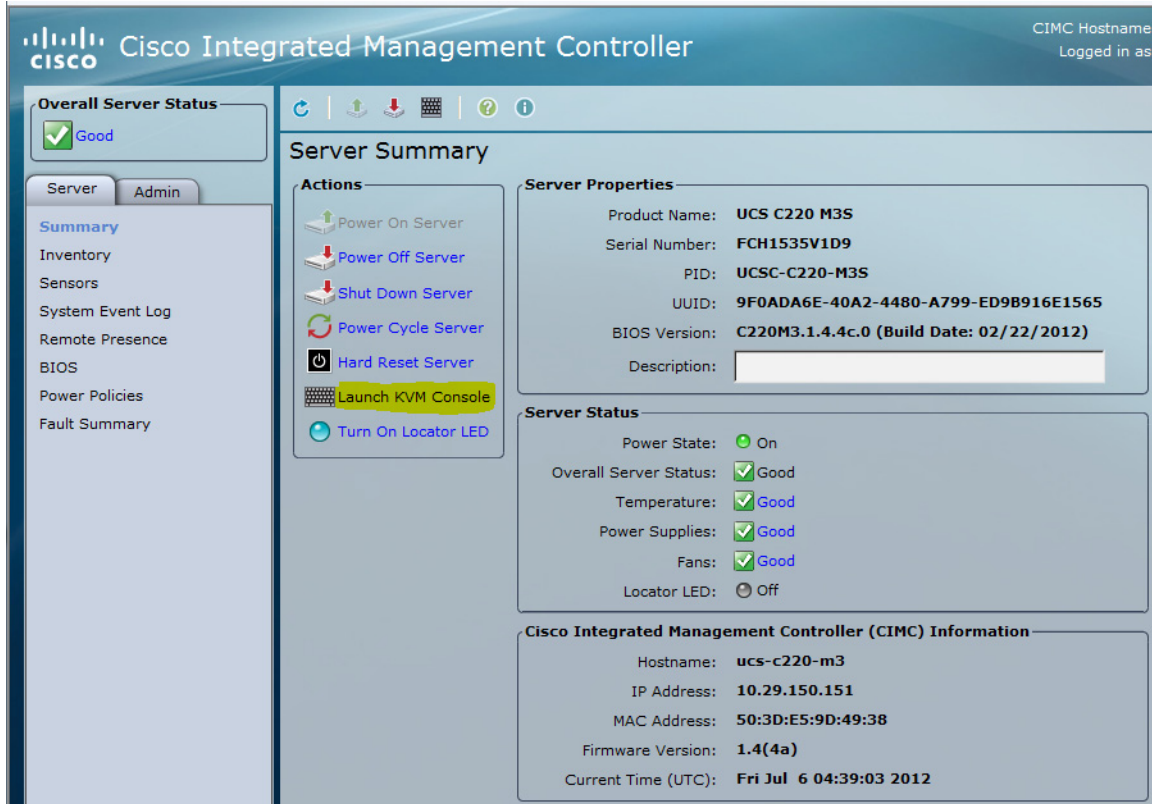 CISCO Cisco Integrated Management Controller
CIMC Hostname
Logged in as
Overall Server Status
Good
Server
Admin
Summary
Inventory
Sensors
System Event Log
Remote Presence
BIOS
Power Policies
Fault Summary
Server Summary
Actions
Power On Server
Power Off Server
Shut Down Server
Power Cycle Server
Hard Reset Server
Launch KVM Console
Turn On Locator LED
Server Properties
Product Name: UCS C220 M3S
Serial Number: FCH1535V1D9
PID: UCSC-C220-M3S
UUID: 9F0ADA6E-40A2-4480-A799-ED9B916E1565
BIOS Version: C220M3.1.4.4c.0 (Build Date: 02/22/2012)
Description:
Server Status
Power State: On
Overall Server Status: Good
Temperature: Good
Power Supplies: Good
Fans: Good
Locator LED: Off
Cisco Integrated Management Controller (CIMC) Information
Hostname: ucs-c220-m3
IP Address: 10.29.150.151
MAC Address: 50:3D:E5:9D:49:38
Firmware Version: 1.4(4a)
Current Time (UTC): Fri Jul 6 04:39:03 2012